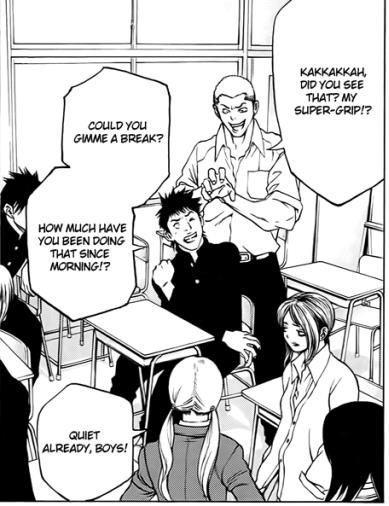 KAKKAKKAH,
DID YOU SEE
THAT? MY
SUPER-GRIP!?
COULD YOU
GIMME A BREAK?
HOW MUCH HAVE
YOU BEEN DOING
THAT SINCE
MORNING!?
QUIET
ALREADY, BOYS!